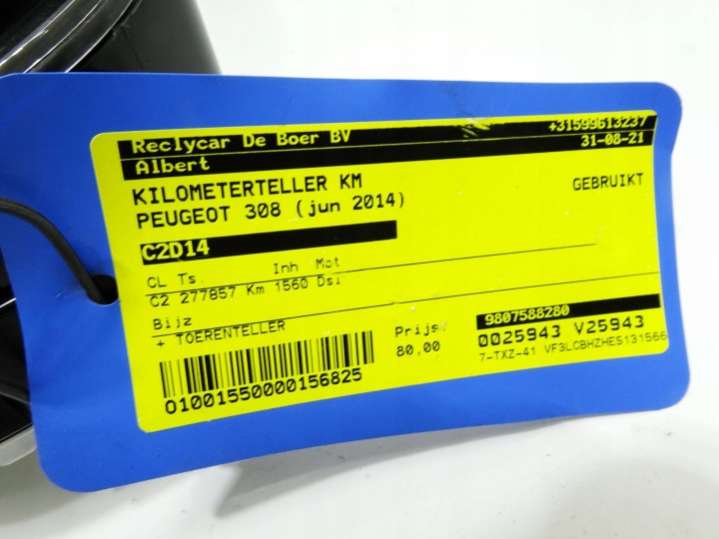 Reclycar De Boer BV +31599613237
Albert 31-08-21
KILOMETERTELLER KM GEBRUIKT
PEUGEOT 308 (jun 2014)
C2D14
CL Ts. Inh Mot
C2 277857 Km 1560 Dsl
Bijz
+ TOERENTELLER
Prijs
80,00
9807588280
0025943 V25943
7-TXZ-41 VF3LCBHZHES131566
01001550000156825